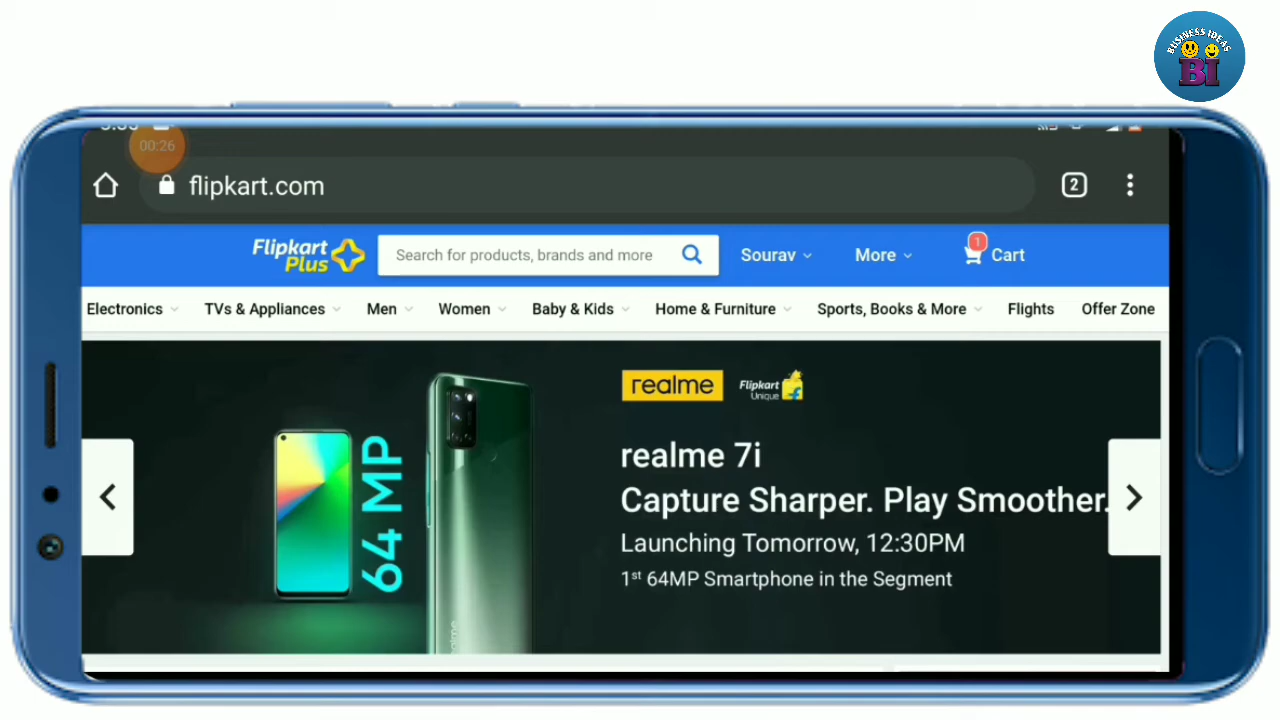 BUSINESS IDEAS
BI
00:26
flipkart.com
2
Flipkart
Plus
Search for products, brands and more
Sourav
More
1
Cart
Electronics
TVs & Appliances
Men
Women
Baby & Kids
Home & Furniture
Sports, Books & More
Flights
Offer Zone
realme
Flipkart
Unique
64 MP
realme
realme 7i
Capture Sharper. Play Smoother.
Launching Tomorrow, 12:30PM
1st 64MP Smartphone in the Segment